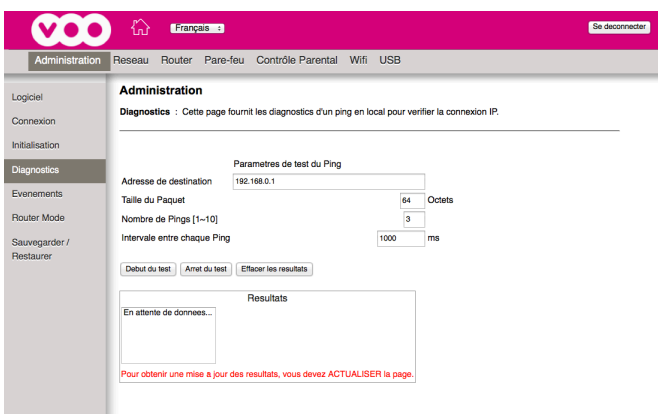 VOO
Français
Se deconnecter
Administration Reseau Router Pare-feu Contrôle Parental Wifi USB
Logiciel
Connexion
Initialisation
Diagnostics
Evenements
Router Mode
Sauvegarder /
Restaurer
Administration
Diagnostics : Cette page fournit les diagnostics d'un ping en local pour verifier la connexion IP.
Parametres de test du Ping
Adresse de destination 192.168.0.1
Taille du Paquet 64 Octets
Nombre de Pings [1~10] 3
Intervale entre chaque Ping 1000 ms
Debut du test Arret du test Effacer les resultats
Resultats
En attente de donnees...
Pour obtenir une mise a jour des resultats, vous devez ACTUALISER la page.